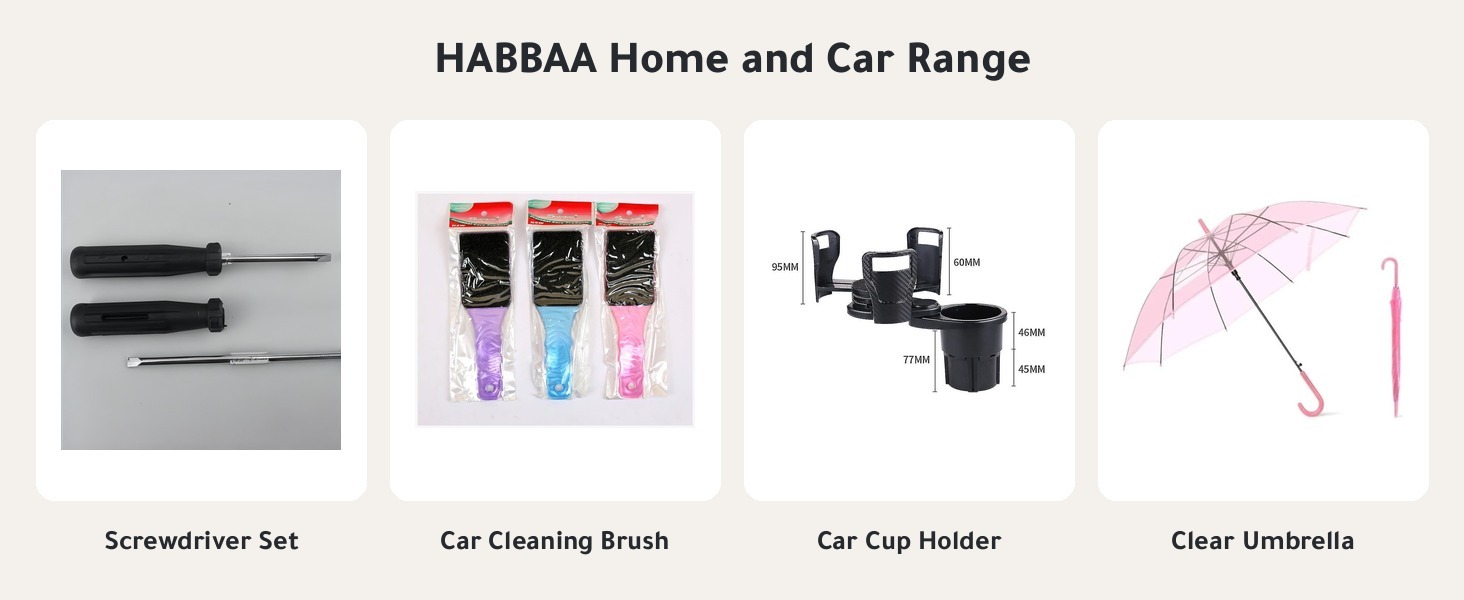 HABBAA Home and Car Range
95MM
60MM
46MM
77MM
45MM
Screwdriver Set
Car Cleaning Brush
Car Cup Holder
Clear Umbrella